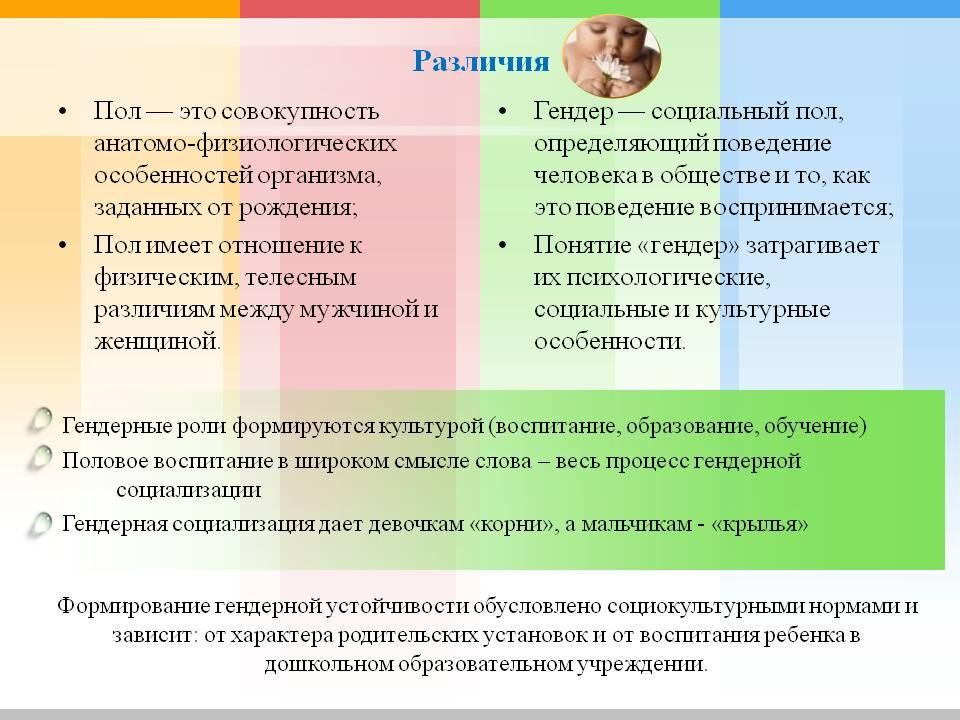 Различия
• Пол — это совокупность
анатомо-физиологических
особенностей организма,
заданных от рождения;
• Пол имеет отношение к
физическим, телесным
различиям между мужчиной и
женщиной.
• Гендер — социальный пол,
определяющий поведение
человека в обществе и то, как
это поведение воспринимается;
• Понятие «гендер» затрагивает
их психологические,
социальные и культурные
особенности.
Гендерные роли формируются культурой (воспитание, образование, обучение)
Половое воспитание в широком смысле слова – весь процесс гендерной
социализации
Гендерная социализация дает девочкам «корни», а мальчикам - «крылья»
Формирование гендерной устойчивости обусловлено социокультурными нормами и
зависит: от характера родительских установок и от воспитания ребенка в
дошкольном образовательном учреждении.